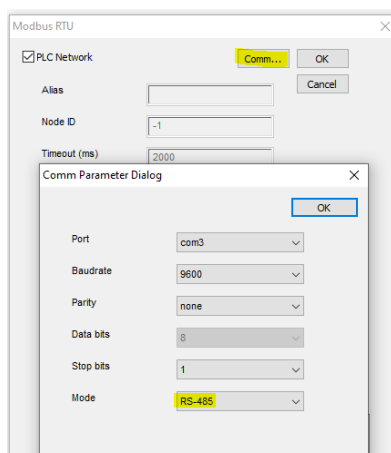 Modbus RTU
PLC Network
Comm...
OK
Cancel
Alias
Node ID
-1
Timeout (ms)
2000
Comm Parameter Dialog
OK
Port
com3
Baudrate
9600
Parity
none
Data bits
8
Stop bits
1
Mode
RS-485